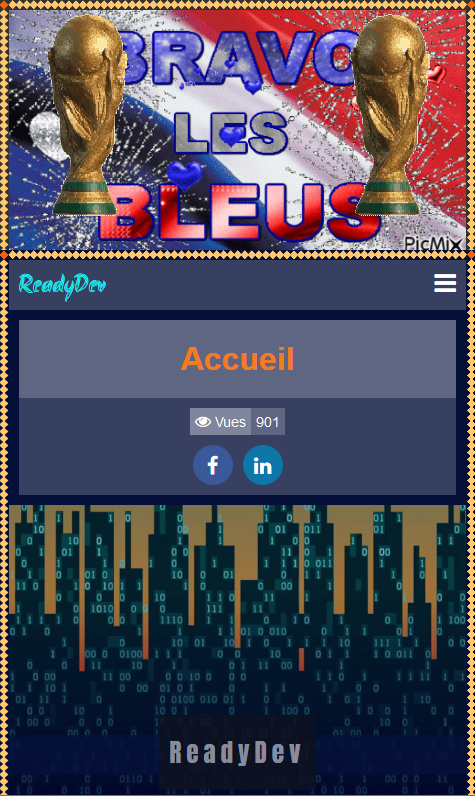 BRAVO
LES
BLEUS
PicMix
ReadyDev
Accueil
Vues 901
f
in
ReadyDev